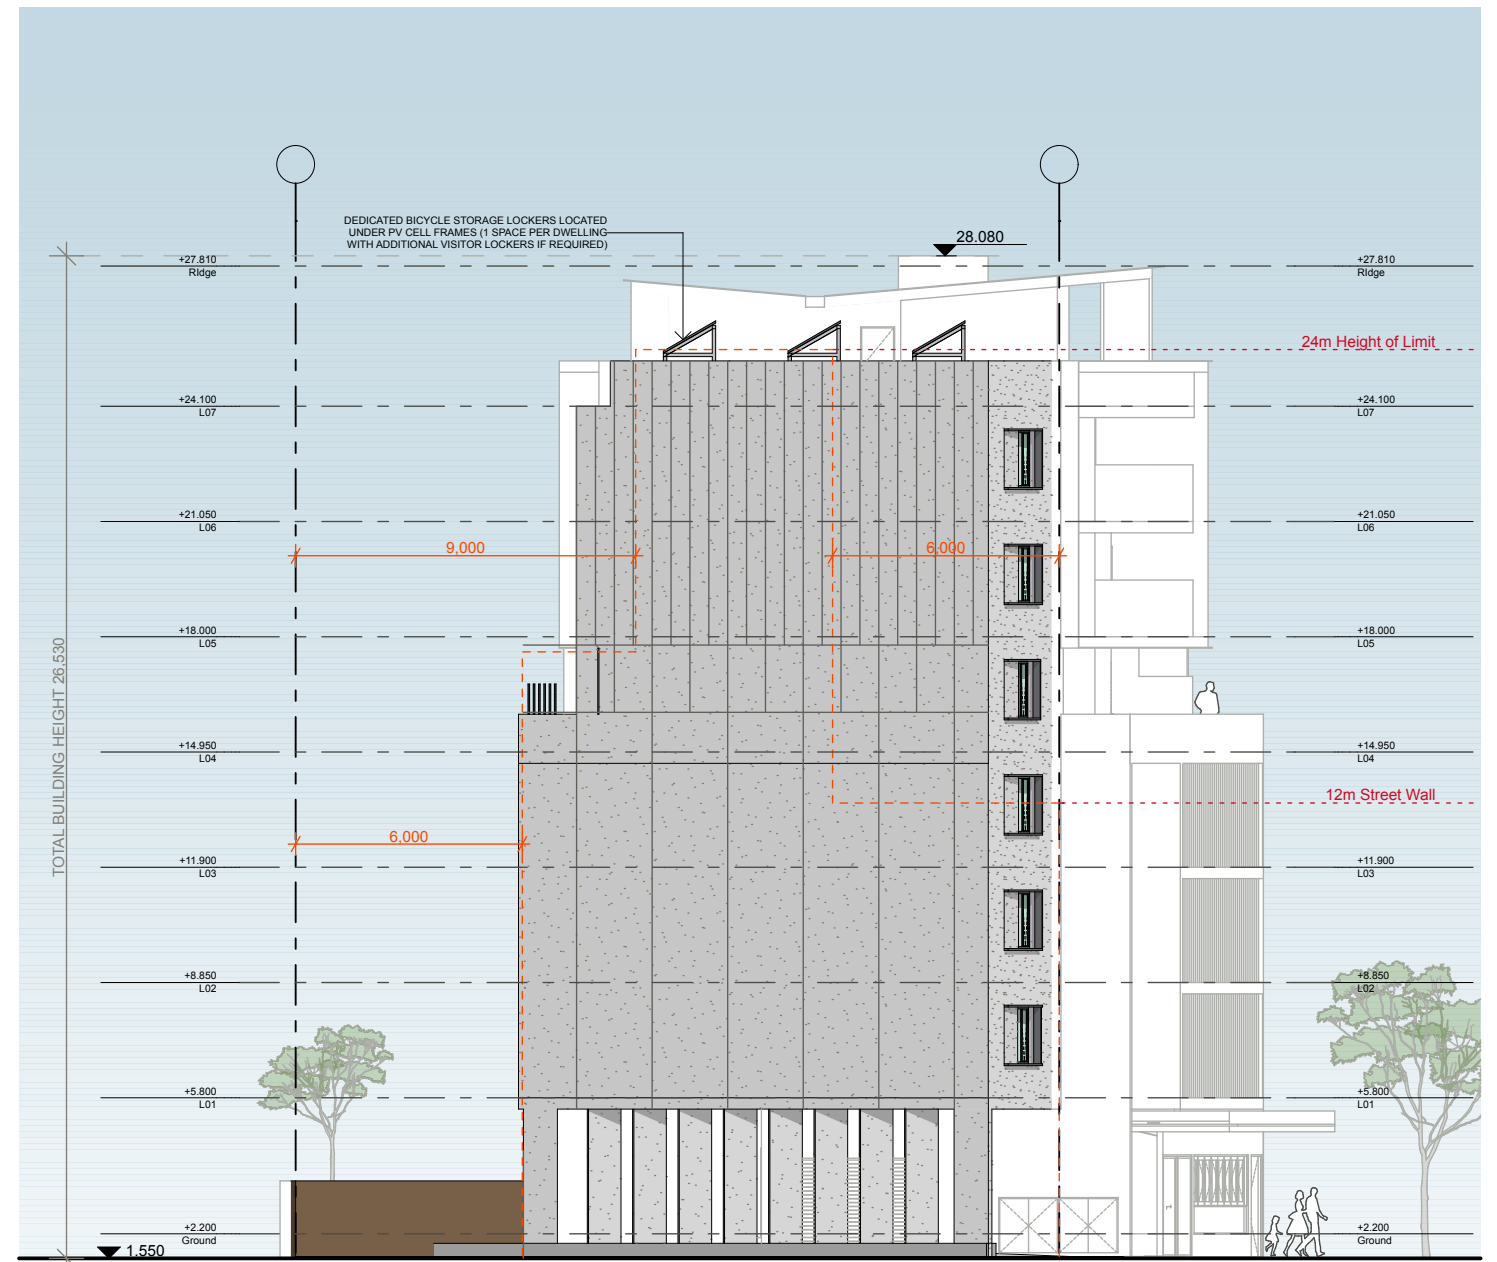 DEDICATED BICYCLE STORAGE LOCKERS LOCATED
UNDER PV CELL FRAMES (1 SPACE PER DWELLING
WITH ADDITIONAL VISITOR LOCKERS IF REQUIRED)
28.080
+27.810
RIdge
+27.810
RIdge
24m Height of Limit
+24.100
L07
+24.100
L07
+21.050
L06
+21.050
L06
9,000
6,000
+18.000
L05
+18.000
L05
TOTAL BUILDING HEIGHT 26,530
+14.950
L04
+14.950
L04
12m Street Wall
6,000
+11.900
L03
+11.900
L03
+8.850
L02
+8.850
L02
+5.800
L01
+5.800
L01
+2.200
Ground
+2.200
Ground
1.550